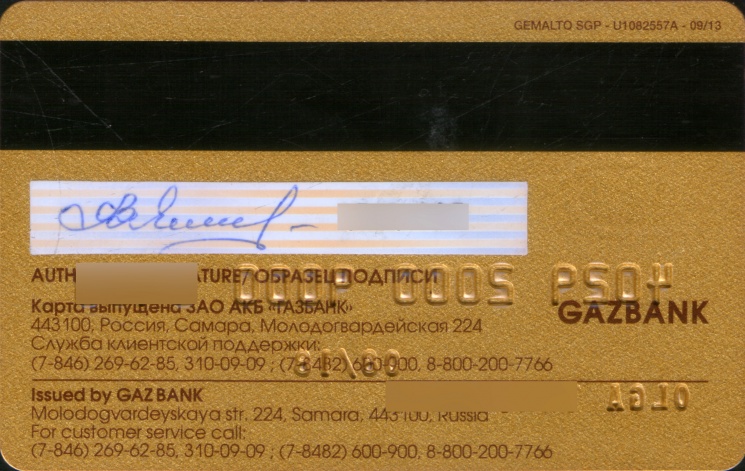 GEMALTO SGP - U1082557A - 09/13
AUTH ATURE/ ОБРАЗЕЦ ПОДПИСИ
Карта выпущена ЗАО АКБ «ГАЗБАНК»
GAZBANK
443100, Россия, Самара, Молодогвардейская 224
Служба клиентской поддержки:
(7-846) 269-62-85, 310-09-09 ; (7-8482) 600-900, 8-800-200-7766
Issued by GAZBANK
Molodogvardeyskaya str. 224, Samara, 443100, Russia
For customer service call:
(7-846) 269-62-85, 310-09-09 ; (7-8482) 600-900, 8-800-200-7766